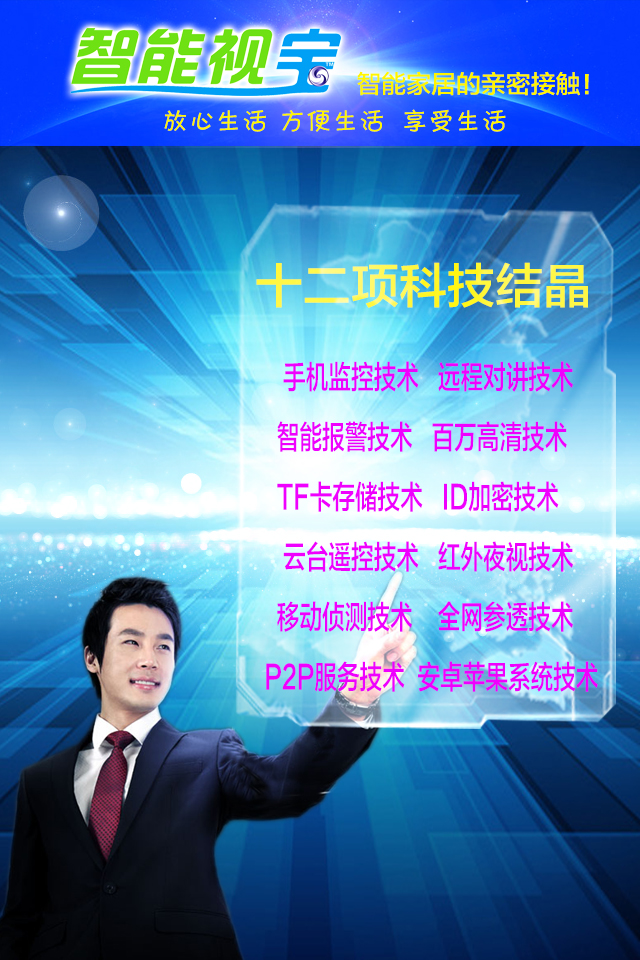 智能视宝™
智能家居的亲密接触！
放心生活 方便生活 享受生活
十二项科技结晶
手机监控技术 远程对讲技术
智能报警技术 百万高清技术
TF卡存储技术 ID加密技术
云台遥控技术 红外夜视技术
移动侦测技术 全网参透技术
P2P服务技术 安卓苹果系统技术